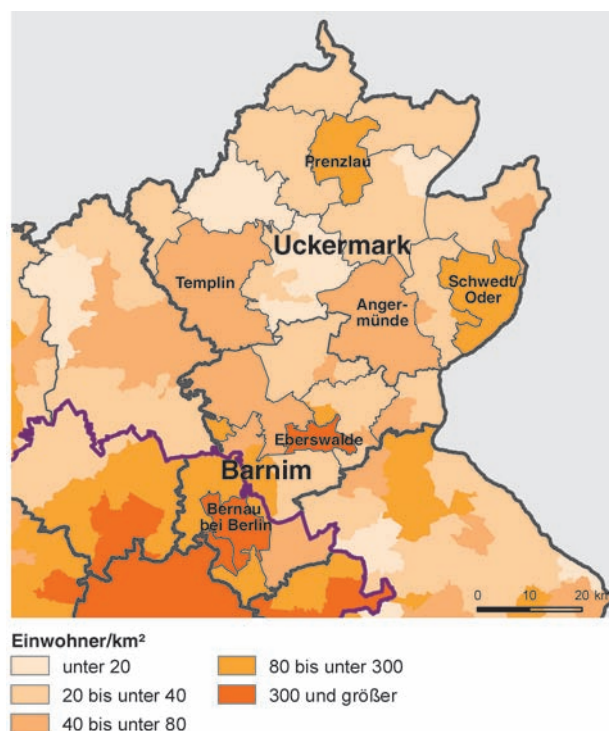 Prenzlau
Uckermark
Templin
Anger-
münde
Schwedt/
Oder
Eberswalde
Barnim
Bernau
bei Berlin
0 10 20 km
Einwohner/km²
unter 20
20 bis unter 40
40 bis unter 80
80 bis unter 300
300 und größer